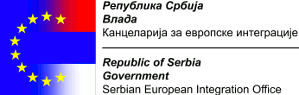 Република Србија
Влада
Канцеларија за европске интеграције
Republic of Serbia
Government
Serbian European Integration Office